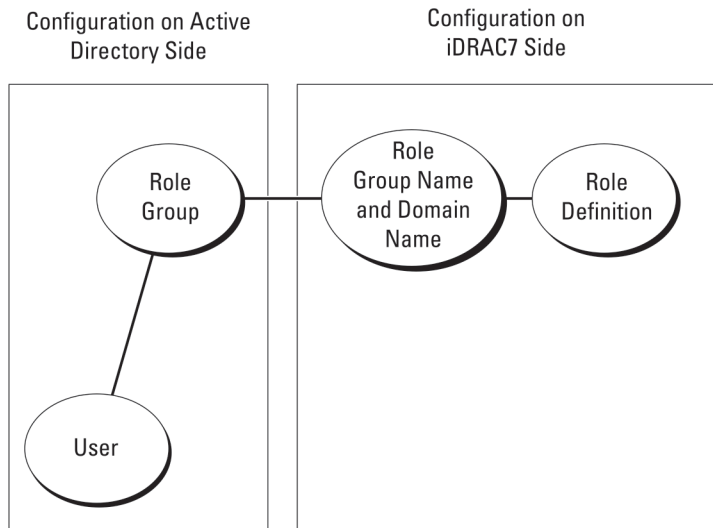 Configuration on Active
Directory Side
Configuration on
iDRAC7 Side
Role
Group
Role
Group Name
and Domain
Name
Role
Definition
User